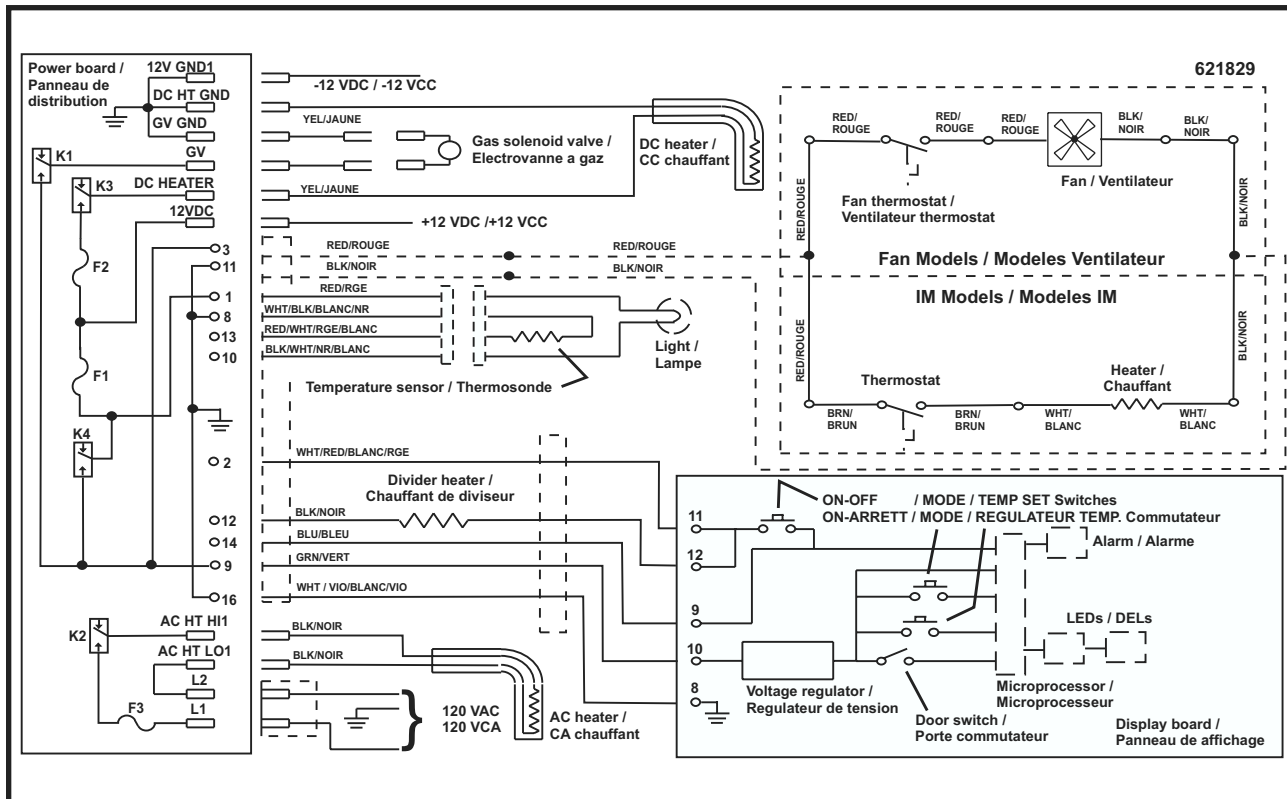 621829
Power board /
Panneau de
distribution
12V GND1
DC HT GND
GV GND
GV
K1
K3
DC HEATER
12VDC
F2
3
11
1
8
13
10
F1
K4
2
12
14
9
16
AC HT HI1
K2
AC HT LO1
L2
F3
L1
-12 VDC / -12 VCC
YEL/JAUNE
Gas solenoid valve /
Electrovanne a gaz
DC heater /
CC chauffant
YEL/JAUNE
+12 VDC /+12 VCC
RED/ROUGE
RED/ROUGE
BLK/NOIR
BLK/NOIR
RED/RGE
WHT/BLK/BLANC/NR
RED/WHT/RGE/BLANC
BLK/WHT/NR/BLANC
Light /
Lampe
Temperature sensor / Thermosonde
WHT/RED/BLANC/RGE
Divider heater /
Chauffant de diviseur
BLK/NOIR
BLU/BLEU
GRN/VERT
WHT / VIO/BLANC/VIO
BLK/NOIR
BLK/NOIR
120 VAC
120 VCA
AC heater /
CA chauffant
RED/
ROUGE
RED/
ROUGE
RED/
ROUGE
BLK/
NOIR
BLK/
NOIR
Fan / Ventilateur
Fan thermostat /
Ventilateur thermostat
RED/ROUGE
BLK/NOIR
Fan Models / Modeles Ventilateur
IM Models / Modeles IM
RED/ROUGE
BLK/NOIR
Thermostat
Heater /
Chauffant
BRN/
BRUN
BRN/
BRUN
WHT/
BLANC
WHT/
BLANC
ON-OFF / MODE / TEMP SET Switches
ON-ARRETT / MODE / REGULATEUR TEMP. Commutateur
11
12
9
10
8
Alarm / Alarme
LEDs / DELs
Voltage regulator /
Regulateur de tension
Microprocessor /
Microprocesseur
Door switch /
Porte commutateur
Display board /
Panneau de affichage